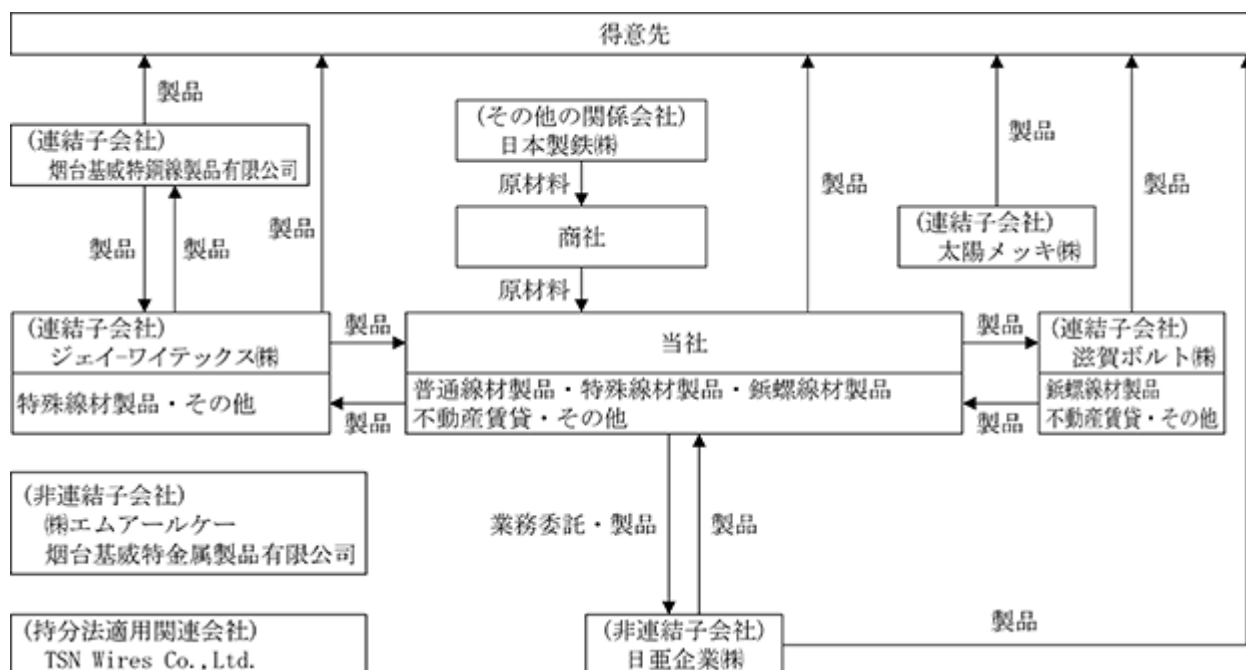 得意先
製品
(連結子会社)
烟台基威特鋼線製品有限公司
製品
製品
製品
(その他の関係会社)
日本製鉄㈱
原材料
商社
原材料
製品
製品
(連結子会社)
太陽メッキ㈱
製品
(連結子会社)
ジェイ-ワイテックス㈱
特殊線材製品・その他
製品
製品
当社
普通線材製品・特殊線材製品・鋲螺線材製品
不動産賃貸・その他
製品
製品
(連結子会社)
滋賀ボルト㈱
鋲螺線材製品
不動産賃貸・その他
(非連結子会社)
㈱エムアールケー
烟台基威特金属製品有限公司
業務委託・製品
製品
(持分法適用関連会社)
TSN Wires Co.,Ltd.
(非連結子会社)
日亜企業㈱
製品